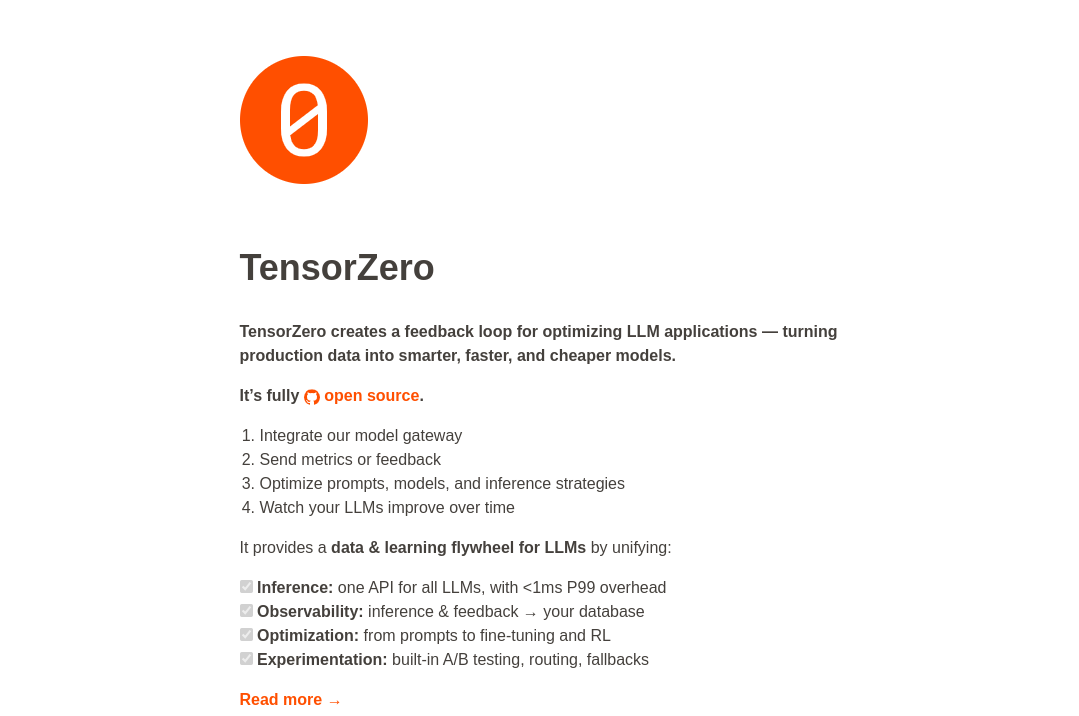 0
TensorZero
TensorZero creates a feedback loop for optimizing LLM applications — turning
production data into smarter, faster, and cheaper models.
It’s fully open source.
1. Integrate our model gateway
2. Send metrics or feedback
3. Optimize prompts, models, and inference strategies
4. Watch your LLMs improve over time
It provides a data & learning flywheel for LLMs by unifying:
Inference: one API for all LLMs, with <1ms P99 overhead
Observability: inference & feedback → your database
Optimization: from prompts to fine-tuning and RL
Experimentation: built-in A/B testing, routing, fallbacks
Read more →